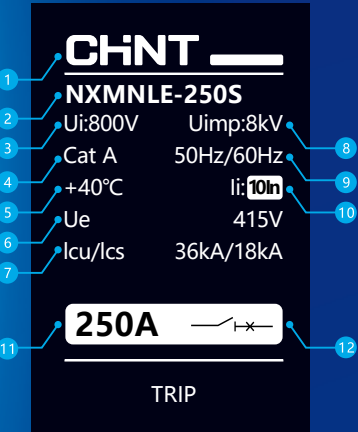 CHNT
1
NXMNLE-250S
2
Ui:800V Uimp:8kV
3 8
Cat A 50Hz/60Hz
4 9
+40℃ Ii: 10In
5 10
Ue 415V
6
Icu/Ics 36kA/18kA
7
250A
11 12
TRIP